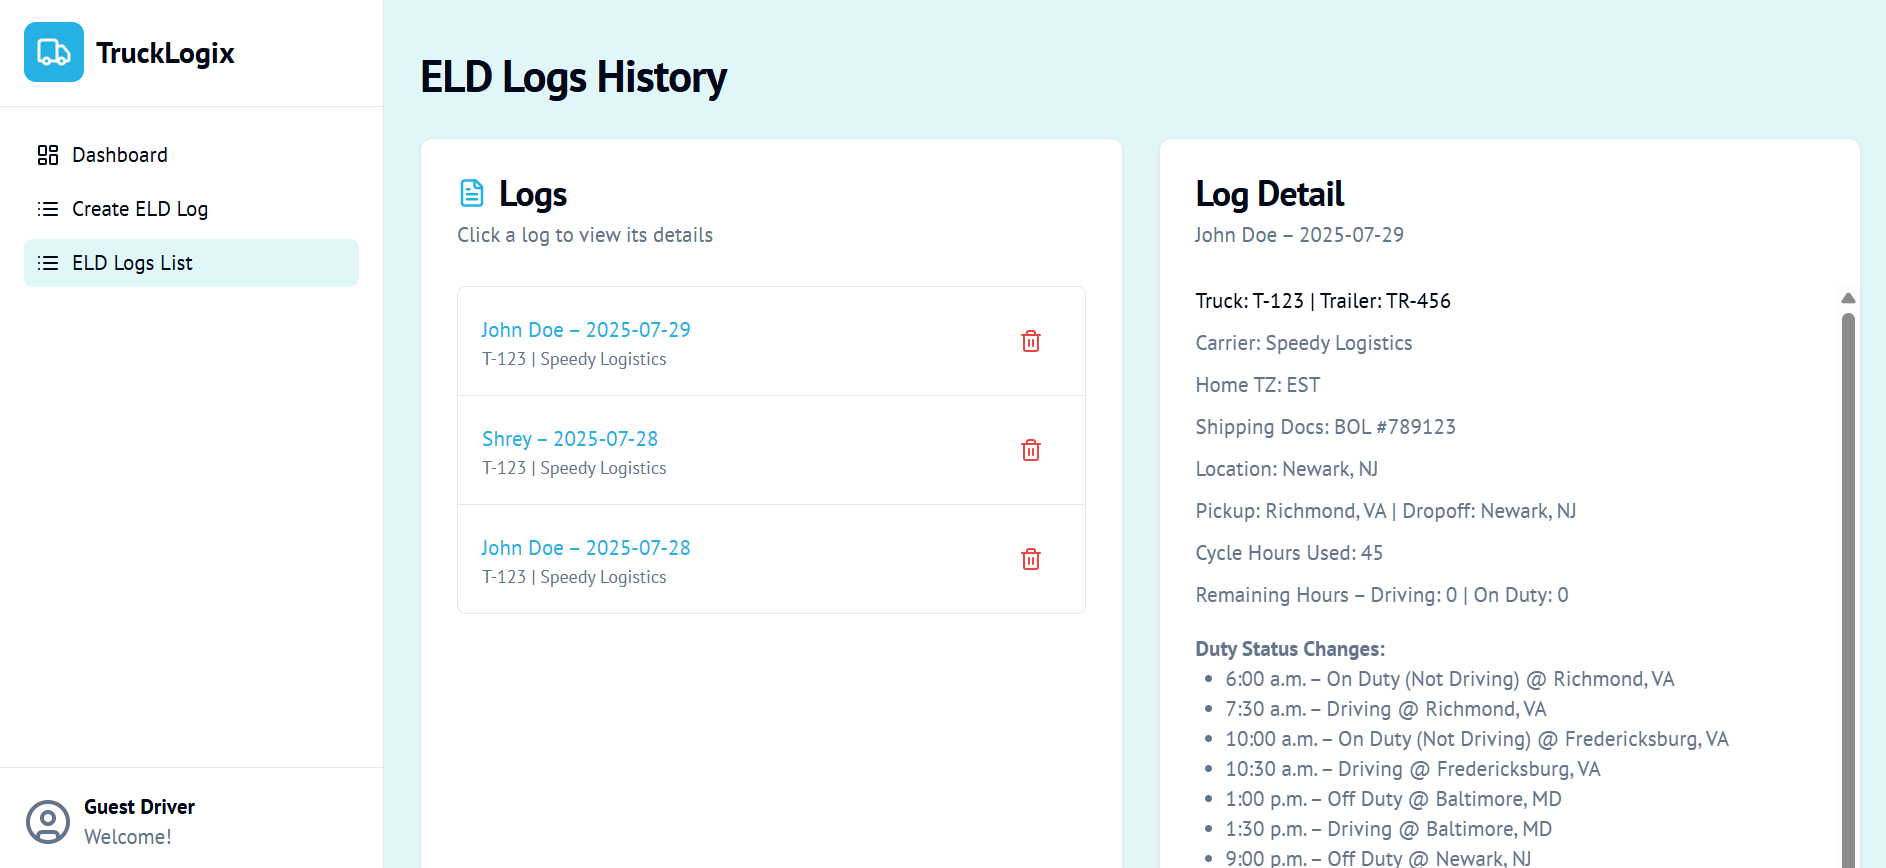 TruckLogix
Dashboard
Create ELD Log
ELD Logs List
Guest Driver
Welcome!
ELD Logs History
Logs
Click a log to view its details
John Doe – 2025-07-29
T-123 | Speedy Logistics
Shrey – 2025-07-28
T-123 | Speedy Logistics
John Doe – 2025-07-28
T-123 | Speedy Logistics
Log Detail
John Doe – 2025-07-29
Truck: T-123 | Trailer: TR-456
Carrier: Speedy Logistics
Home TZ: EST
Shipping Docs: BOL #789123
Location: Newark, NJ
Pickup: Richmond, VA | Dropoff: Newark, NJ
Cycle Hours Used: 45
Remaining Hours – Driving: 0 | On Duty: 0
Duty Status Changes:
• 6:00 a.m. – On Duty (Not Driving) @ Richmond, VA
• 7:30 a.m. – Driving @ Richmond, VA
• 10:00 a.m. – On Duty (Not Driving) @ Fredericksburg, VA
• 10:30 a.m. – Driving @ Fredericksburg, VA
• 1:00 p.m. – Off Duty @ Baltimore, MD
• 1:30 p.m. – Driving @ Baltimore, MD
• 9:00 p.m. – Off Duty @ Newark, NJ